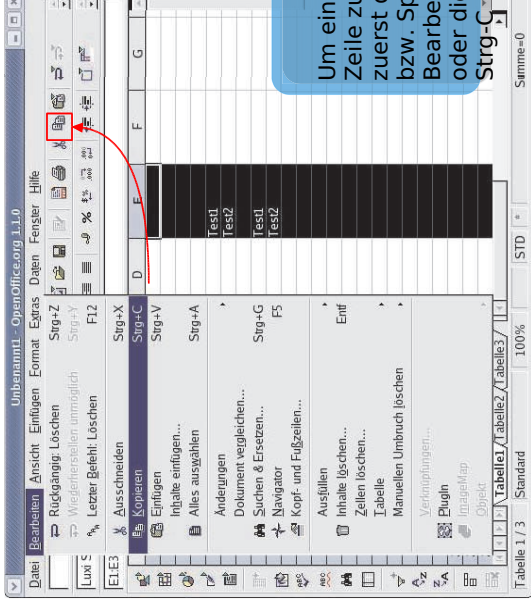 Unbenannt1 - OpenOffice.org 1.1.0
Datei Bearbeiten Ansicht Einfügen Format Extras Daten Fenster Hilfe
Rückgängig: Löschen Strg+Z
Wiederherstellen unmöglich Strg+Y
Letzter Befehl: Löschen F12
Ausschneiden Strg+X
Kopieren Strg+C
Einfügen Strg+V
Inhalte einfügen...
Alles auswählen Strg+A
Änderungen
Dokument vergleichen...
Suchen & Ersetzen... Strg+G
Navigator F5
Kopf- und Fußzeilen...
Ausfüllen
Inhalte löschen... Entf
Zellen löschen...
Tabelle
Manuellen Umbruch löschen
Verknüpfungen...
PlugIn
ImageMap
Objekt
Luxi S
E1:E3
D E F G
Test1
Test2
Test1
Test2
Um ein
Zeile zu
zuerst d
bzw. Sp
Bearbe
oder die
Strg-C
Tabelle1 Tabelle2 Tabelle3
Tabelle 1 / 3 Standard 100% STD * Summe=0